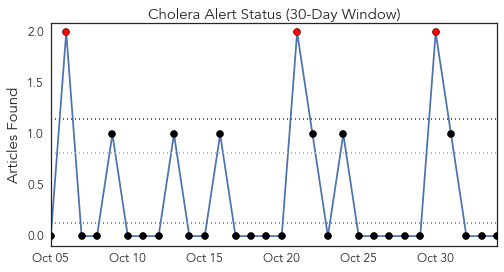 Cholera Alert Status (30-Day Window)
Articles Found
2.0
1.5
1.0
0.5
0.0
Oct 05 Oct 10 Oct 15 Oct 20 Oct 25 Oct 30